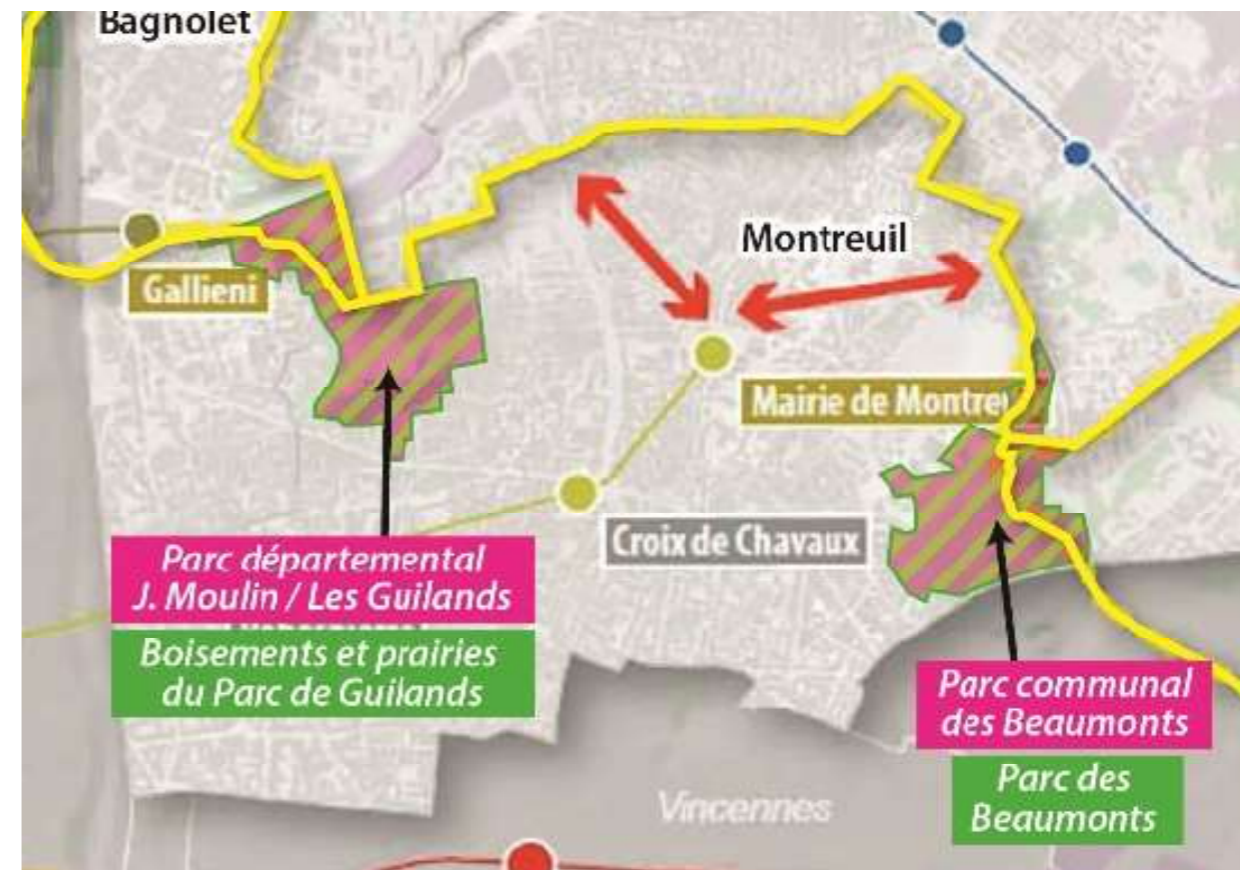 Bagnolet
Montreuil
Gallieni
Mairie de Montreu
Croix de Chavaux
Parc départemental
J. Moulin / Les Guilands
Boisements et prairies
du Parc de Guilands
Parc communal
des Beaumonts
Parc des
Beaumonts
Vincennes